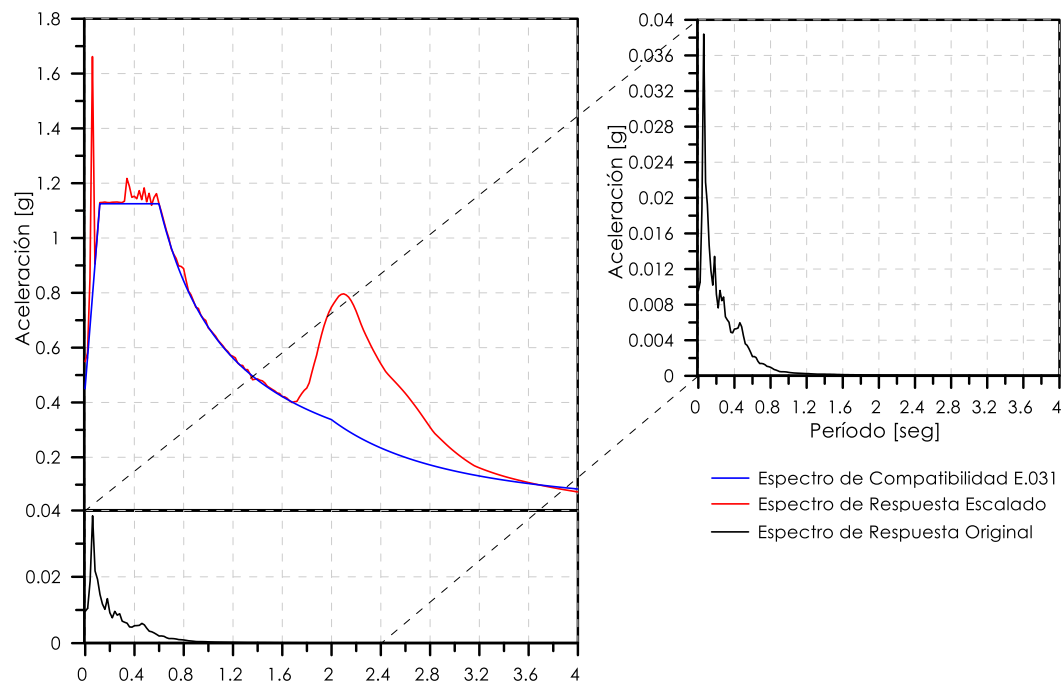 1.8
1.6
1.4
1.2
1
0.8
0.6
0.4
0.2
0.04
0.02
0
Aceleración [g]
0 0.4 0.8 1.2 1.6 2 2.4 2.8 3.2 3.6 4
0.04
0.036
0.032
0.028
0.024
0.02
0.016
0.012
0.008
0.004
0
Aceleración [g]
0 0.4 0.8 1.2 1.6 2 2.4 2.8 3.2 3.6 4
Período [seg]
Espectro de Compatibilidad E.031
Espectro de Respuesta Escalado
Espectro de Respuesta Original